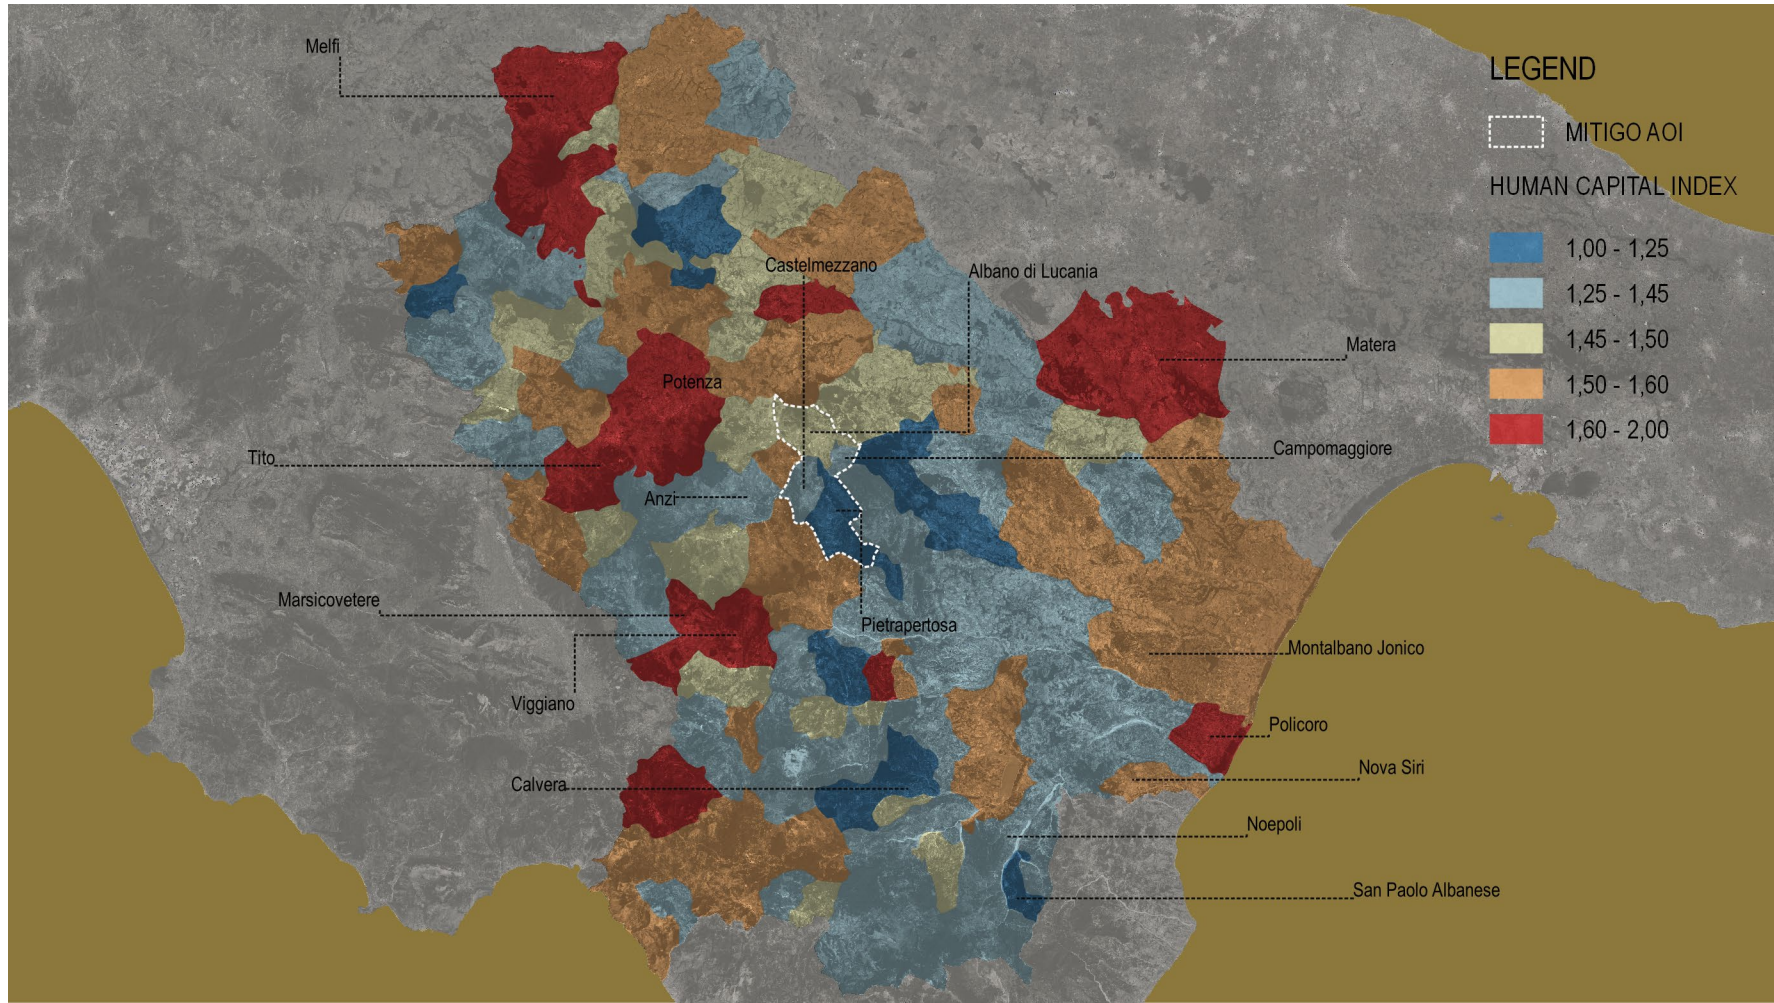 Melfi
LEGEND
MITIGO AOI
HUMAN CAPITAL INDEX
1,00 - 1,25
1,25 - 1,45
1,45 - 1,50
1,50 - 1,60
1,60 - 2,00
Castelmezzano
Albano di Lucania
Matera
Potenza
Campomaggiore
Tito
Anzi
Marsicovetere
Pietrapertosa
Montalbano Jonico
Viggiano
Policoro
Nova Siri
Calvera
Noepoli
San Paolo Albanese